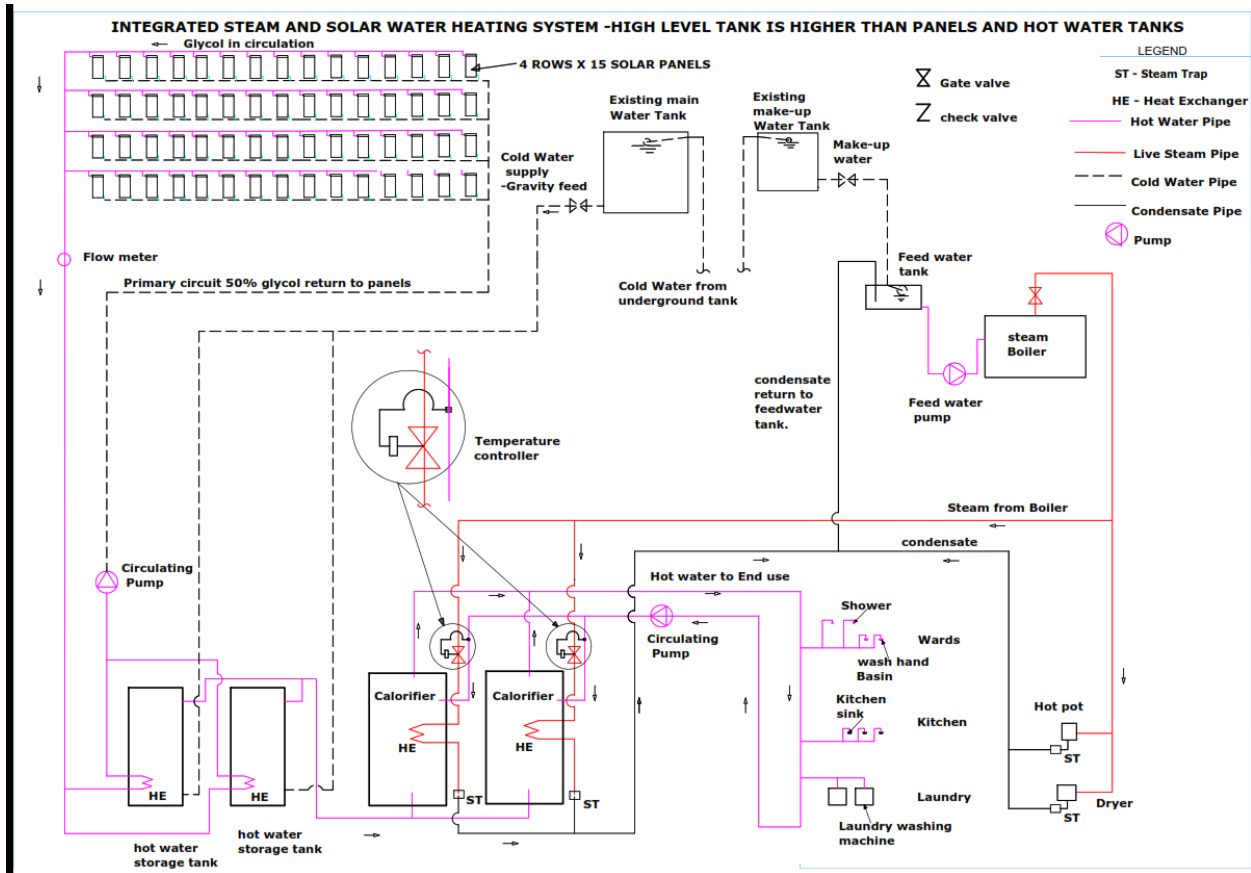 INTEGRATED STEAM AND SOLAR WATER HEATING SYSTEM -HIGH LEVEL TANK IS HIGHER THAN PANELS AND HOT WATER TANKS
Glycol in circulation
4 ROWS X 15 SOLAR PANELS
LEGEND
ST - Steam Trap
HE - Heat Exchanger
Hot Water Pipe
Live Steam Pipe
Cold Water Pipe
Condensate Pipe
Pump
Gate valve
check valve
Existing main
Water Tank
Existing
make-up
Water Tank
Make-up
water
Cold Water
supply
-Gravity feed
Flow meter
Primary circuit 50% glycol return to panels
Cold Water from
underground tank
Feed water
tank
steam
Boiler
Feed water
pump
condensate
return to
feedwater
tank.
Temperature
controller
Steam from Boiler
condensate
Circulating
Pump
Hot water to End use
Circulating
Pump
Shower
Wards
wash hand
Basin
Calorifier
HE
Calorifier
HE
Kitchen
sink
Kitchen
Hot pot
ST
HE
HE
ST
ST
Laundry
Dryer
ST
Laundry washing
machine
hot water
storage tank
hot water
storage tank